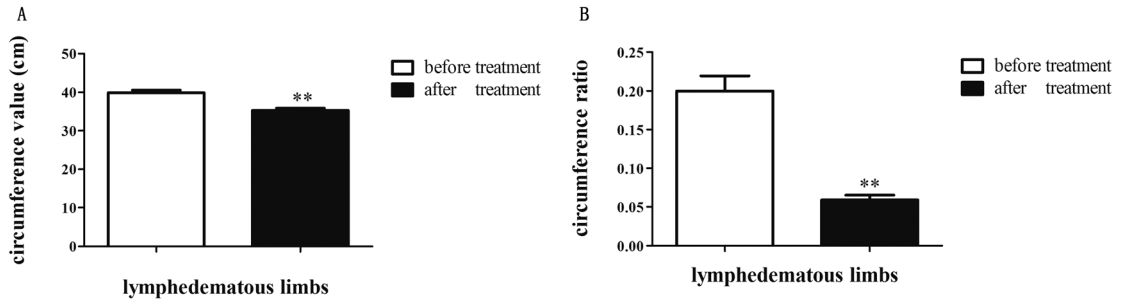 A
circumference value (cm)
50
40
30
20
10
0
**
before treatment
after treatment
lymphedematous limbs
B
circumference ratio
0.25
0.20
0.15
0.10
0.05
0.00
**
before treatment
after treatment
lymphedematous limbs